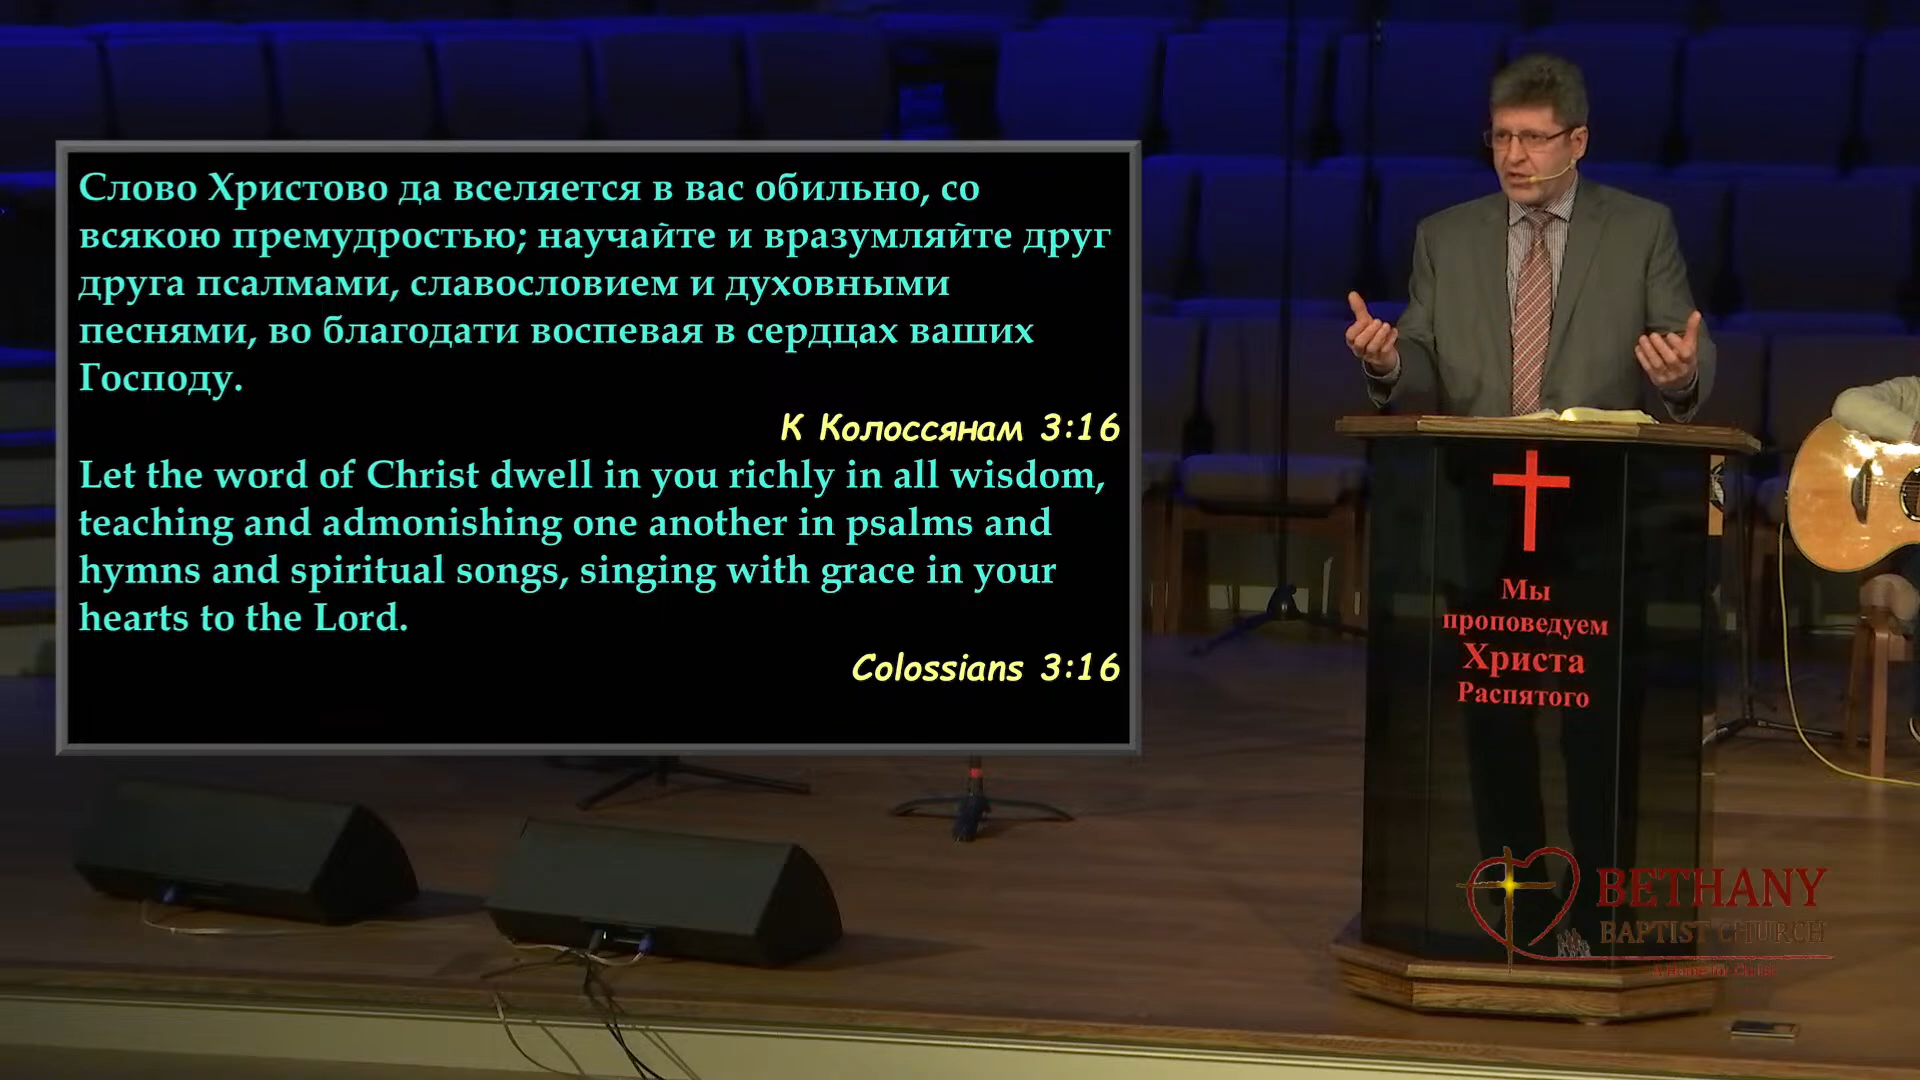 Слово Христово да вселяется в вас обильно, со
всякою премудростью; научайте и вразумляйте друг
друга псалмами, славословием и духовными
песнями, во благодати воспевая в сердцах ваших
Господу.
К Колоссянам 3:16
Let the word of Christ dwell in you richly in all wisdom,
teaching and admonishing one another in psalms and
hymns and spiritual songs, singing with grace in your
hearts to the Lord.
Colossians 3:16
Мы
проповедуем
Христа
Распятого
BETHANY
BAPTIST CHURCH
A Home for Christ